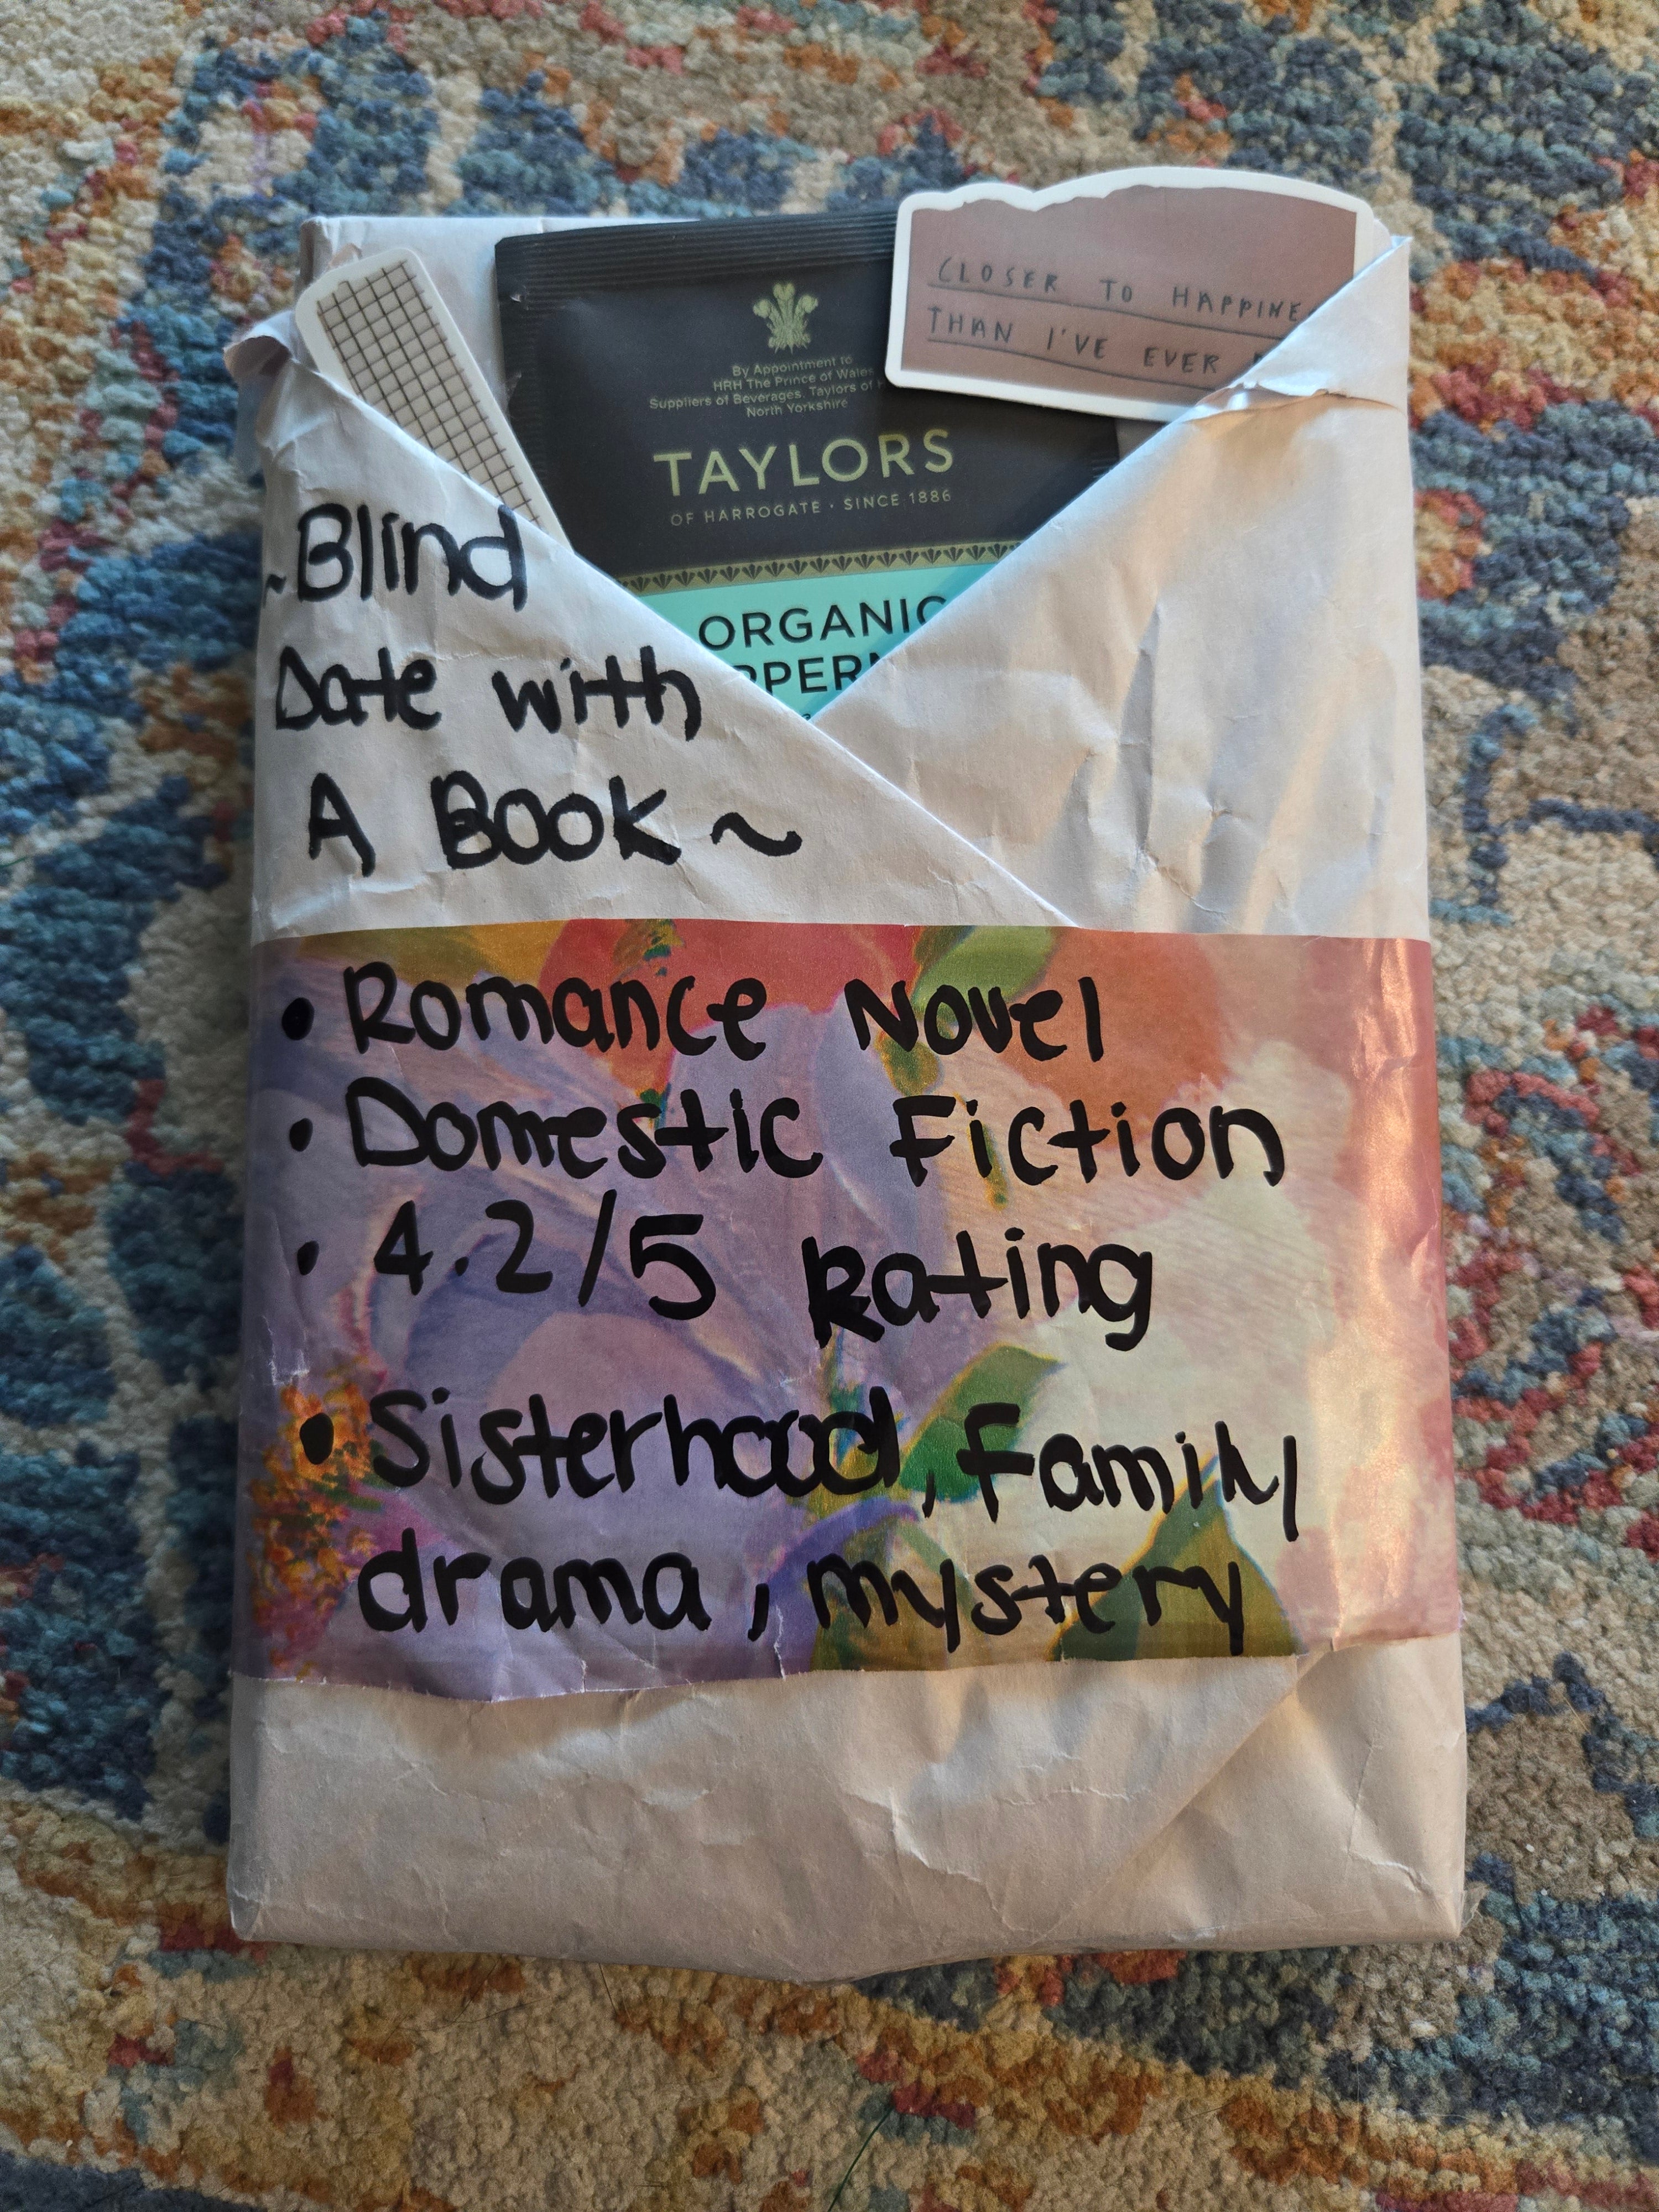 By Appointment to
HRH The Prince of Wales
Suppliers of Beverages. Taylors of
North Yorkshire
TAYLORS
OF HARROGATE · SINCE 1886
ORGANIC
PPERM
CLOSER TO HAPPINE
THAN I'VE EVER
~Blind
Date with
A Book~
• Romance Novel
• Domestic Fiction
• 4.2/5 Rating
• Sisterhood, Family
drama, mystery